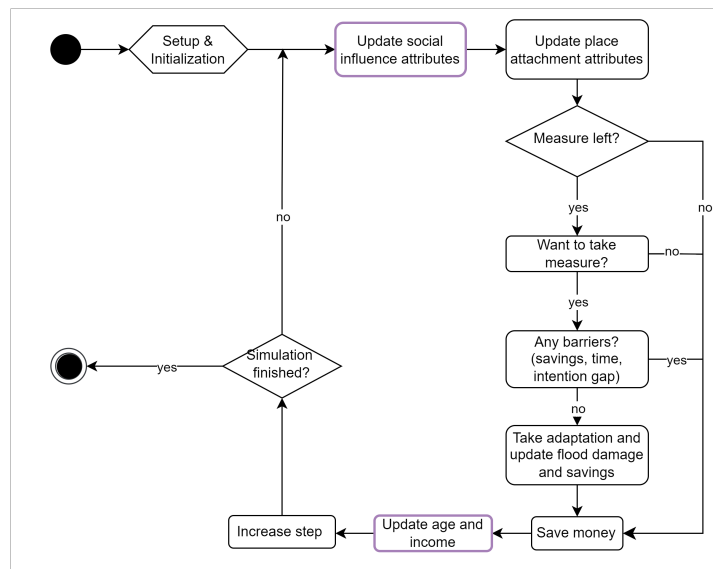 Setup &
Initialization
Update social
influence attributes
Update place
attachment attributes
Measure left?
yes
no
Want to take
measure?
no
yes
Any barriers?
(savings, time,
intention gap)
yes
no
Take adaptation and
update flood damage
and savings
Save money
Update age and
income
Increase step
Simulation
finished?
yes
no